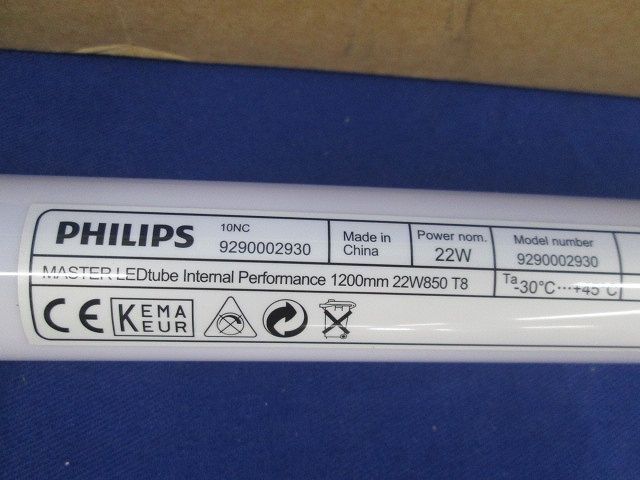 PHILIPS
10NC
9290002930
Made in
China
Power nom.
22W
Model number
9290002930
MASTER LEDtube Internal Performance 1200mm 22W850 T8
Ta -30°C···+45°C
CE
KEMA
EUR